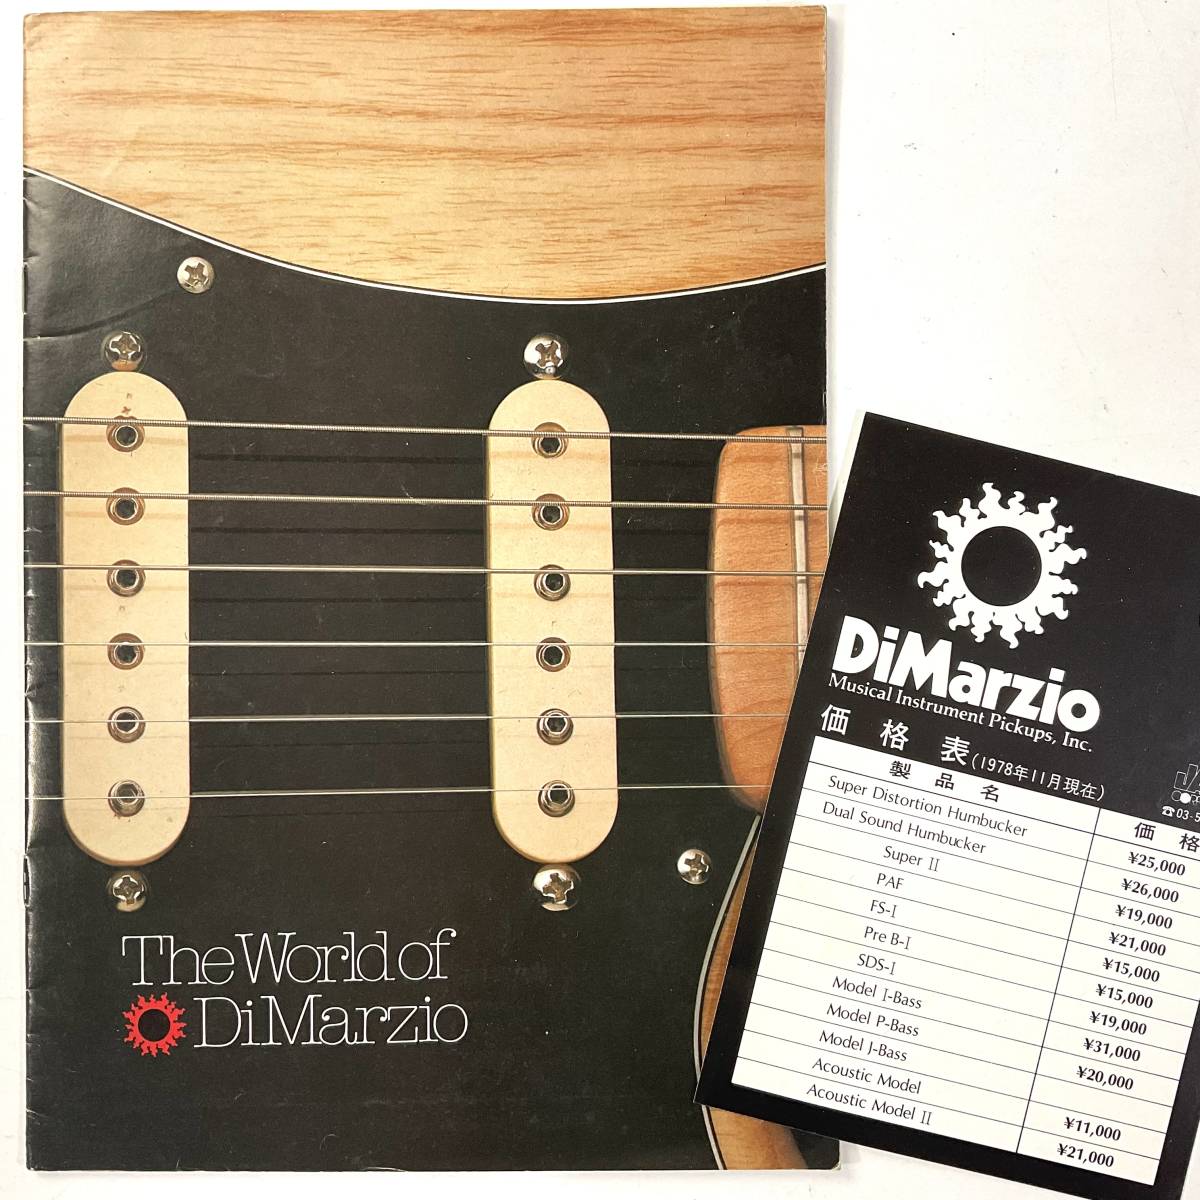 The World of
DiMarzio
DiMarzio
Musical Instrument Pickups, Inc.
価格表(1978年11月現在)
☎03-5
製品名 価格
Super Distortion Humbucker ¥25,000
Dual Sound Humbucker ¥26,000
Super II ¥19,000
PAF ¥21,000
FS-I ¥15,000
Pre B-I ¥15,000
SDS-I ¥19,000
Model I-Bass ¥31,000
Model P-Bass ¥20,000
Model J-Bass
Acoustic Model ¥11,000
Acoustic Model II ¥21,000